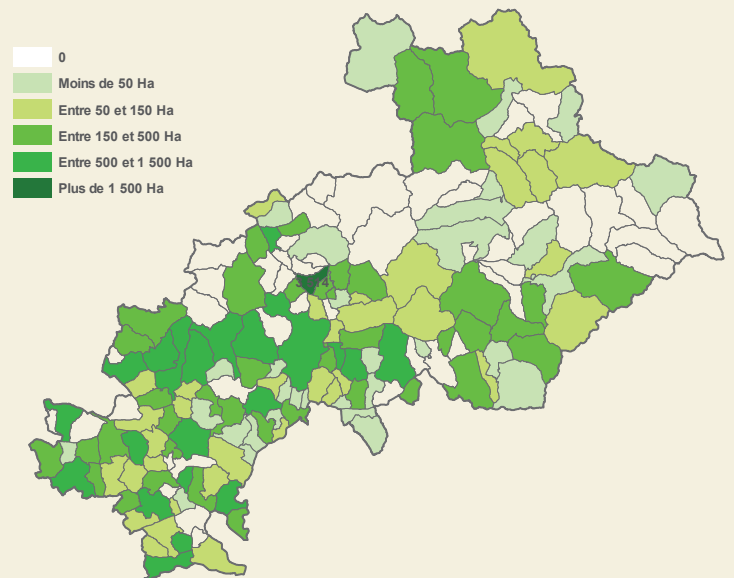 0
Moins de 50 Ha
Entre 50 et 150 Ha
Entre 150 et 500 Ha
Entre 500 et 1 500 Ha
Plus de 1 500 Ha